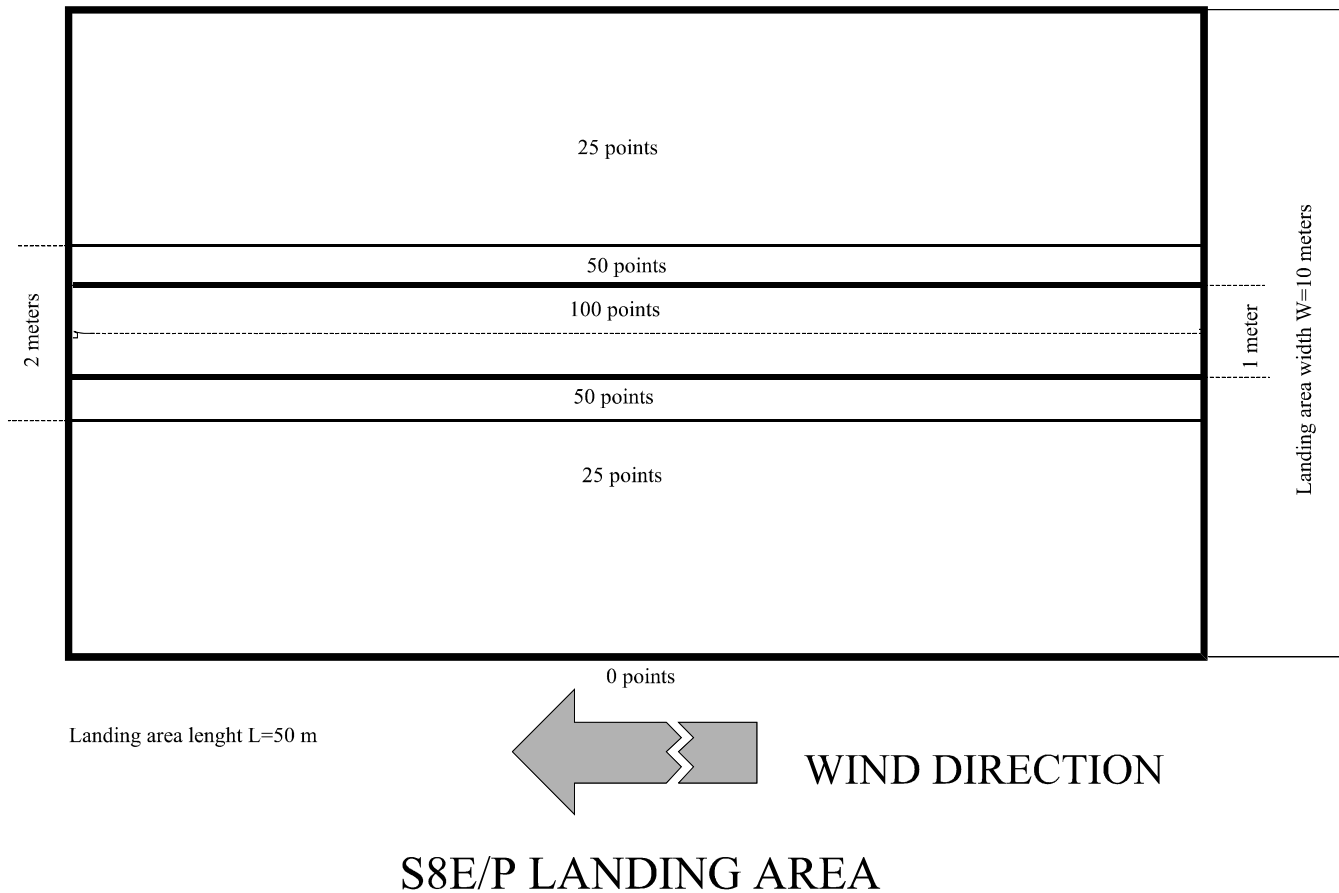 25 points
50 points
100 points
2 meters
1 meter
Landing area width W=10 meters
50 points
25 points
0 points
Landing area lenght L=50 m
WIND DIRECTION
S8E/P LANDING AREA